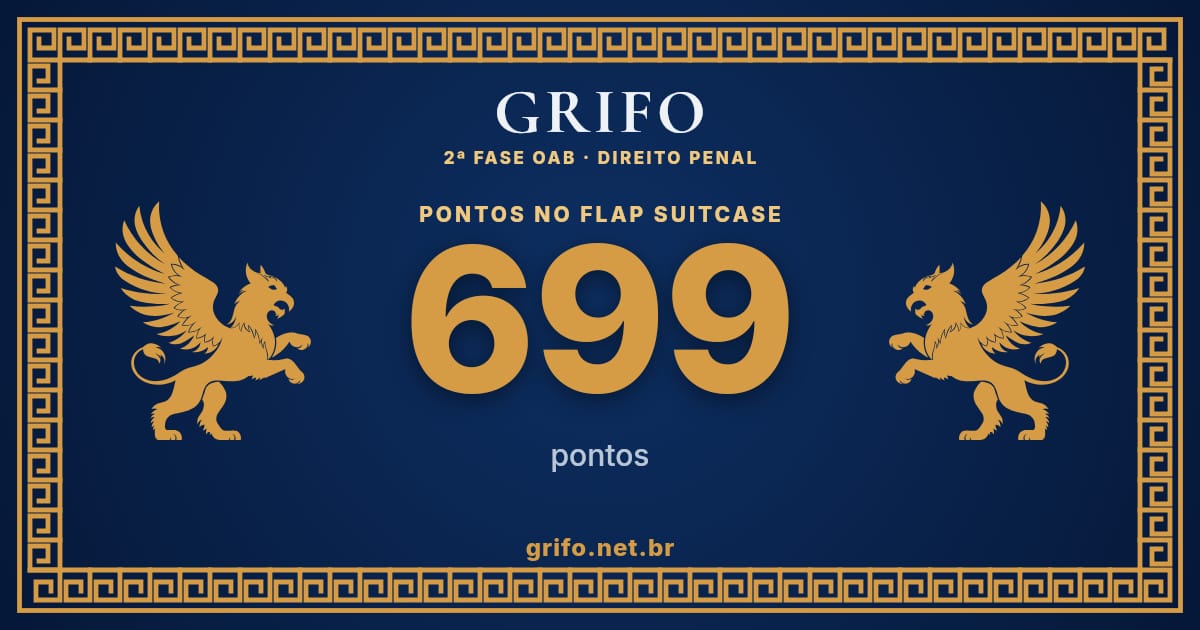 GRIFO
2ª FASE OAB · DIREITO PENAL
PONTOS NO FLAP SUITCASE
699
pontos
grifo.net.br